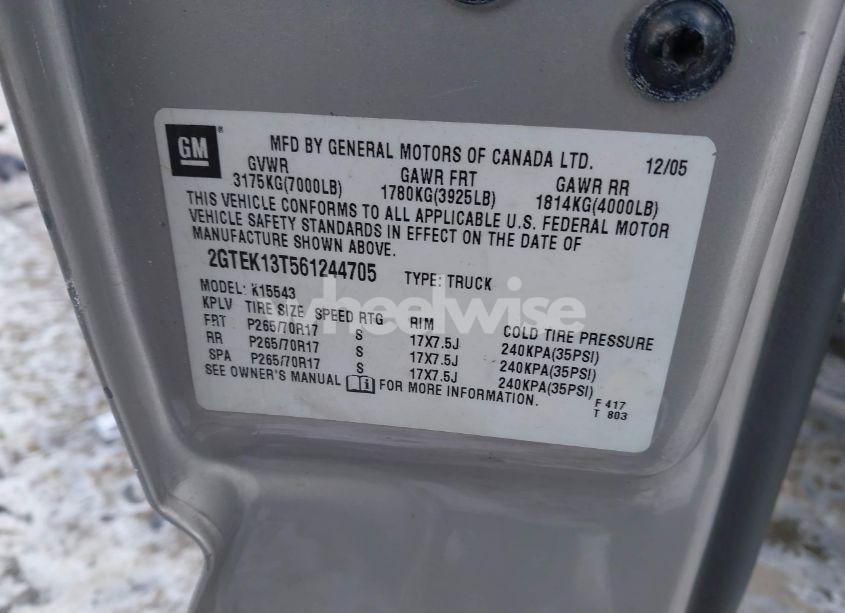 GM ®
MFD BY GENERAL MOTORS OF CANADA LTD. 12/05
GVWR GAWR FRT GAWR RR
3175KG(7000LB) 1780KG(3925LB) 1814KG(4000LB)
THIS VEHICLE CONFORMS TO ALL APPLICABLE U.S. FEDERAL MOTOR
VEHICLE SAFETY STANDARDS IN EFFECT ON THE DATE OF
MANUFACTURE SHOWN ABOVE.
2GTEK13T561244705 TYPE: TRUCK
MODEL: K15543
KPLV TIRE SIZE SPEED RTG RIM COLD TIRE PRESSURE
FRT P265/70R17 S 17X7.5J 240KPA(35PSI)
RR P265/70R17 S 17X7.5J 240KPA(35PSI)
SPA P265/70R17 S 17X7.5J 240KPA(35PSI)
SEE OWNER'S MANUAL FOR MORE INFORMATION.
F 417
T 803
wheelwise